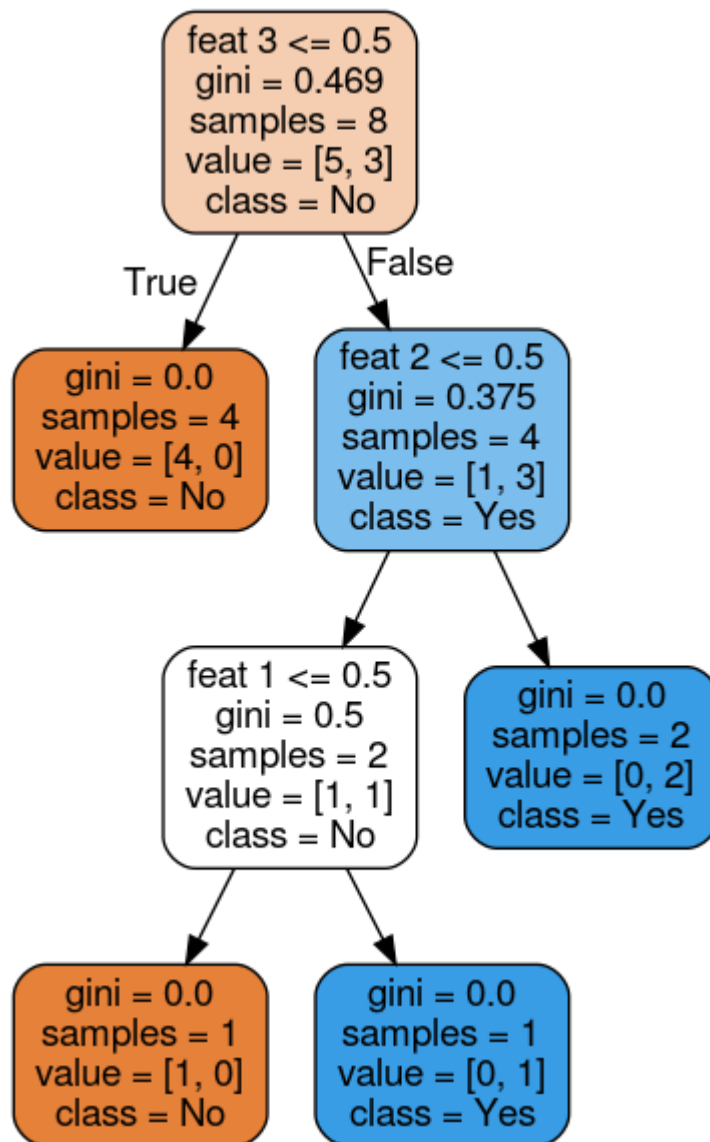 feat 3 <= 0.5
gini = 0.469
samples = 8
value = [5, 3]
class = No
True
False
gini = 0.0
samples = 4
value = [4, 0]
class = No
feat 2 <= 0.5
gini = 0.375
samples = 4
value = [1, 3]
class = Yes
feat 1 <= 0.5
gini = 0.5
samples = 2
value = [1, 1]
class = No
gini = 0.0
samples = 2
value = [0, 2]
class = Yes
gini = 0.0
samples = 1
value = [1, 0]
class = No
gini = 0.0
samples = 1
value = [0, 1]
class = Yes